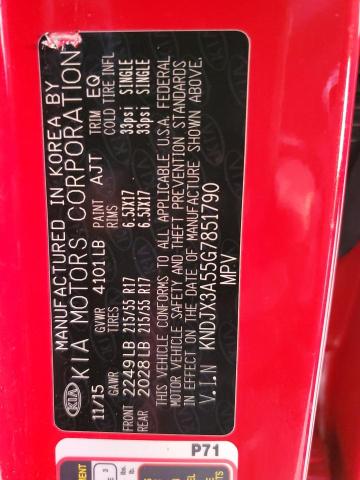 MANUFACTURED IN KOREA BY
KIA KIA MOTORS CORPORATION
11/15 GVWR 4101LB PAINT AJT TRIM EQ
GAWR TIRES RIMS COLD TIRE INFL
FRONT 2249LB 215/55 R17 6.5JX17 33psi SINGLE
REAR 2028LB 215/55 R17 6.5JX17 33psi SINGLE
THIS VEHICLE CONFORMS TO ALL APPLICABLE U.S.A. FEDERAL
MOTOR VEHICLE SAFETY AND THEFT PREVENTION STANDARDS
IN EFFECT ON THE DATE OF MANUFACTURE SHOWN ABOVE.
V.I.N KNDJX3A55G7851790
MPV
P71